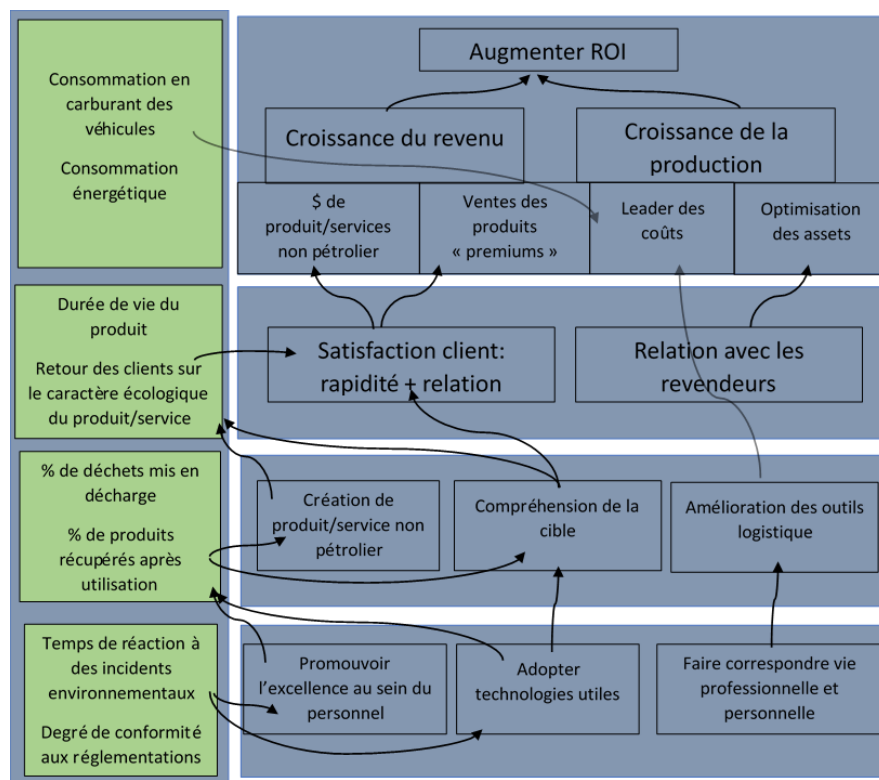 Consommation en
carburant des
véhicules
Consommation
énergétique
Augmenter ROI
Croissance du revenu
Croissance de la
production
$ de
produit/services
non pétrolier
Ventes des
produits
« premiums »
Leader des
coûts
Optimisation
des assets
Durée de vie du
produit
Retour des clients sur
le caractère écologique
du produit/service
Satisfaction client:
rapidité + relation
Relation avec les
revendeurs
% de déchets mis en
décharge
% de produits
récupérés après
utilisation
Création de
produit/service non
pétrolier
Compréhension de la
cible
Amélioration des outils
logistique
Temps de réaction à
des incidents
environnementaux
Degré de conformité
aux réglementations
Promouvoir
l’excellence au sein du
personnel
Adopter
technologies utiles
Faire correspondre vie
professionnelle et
personnelle